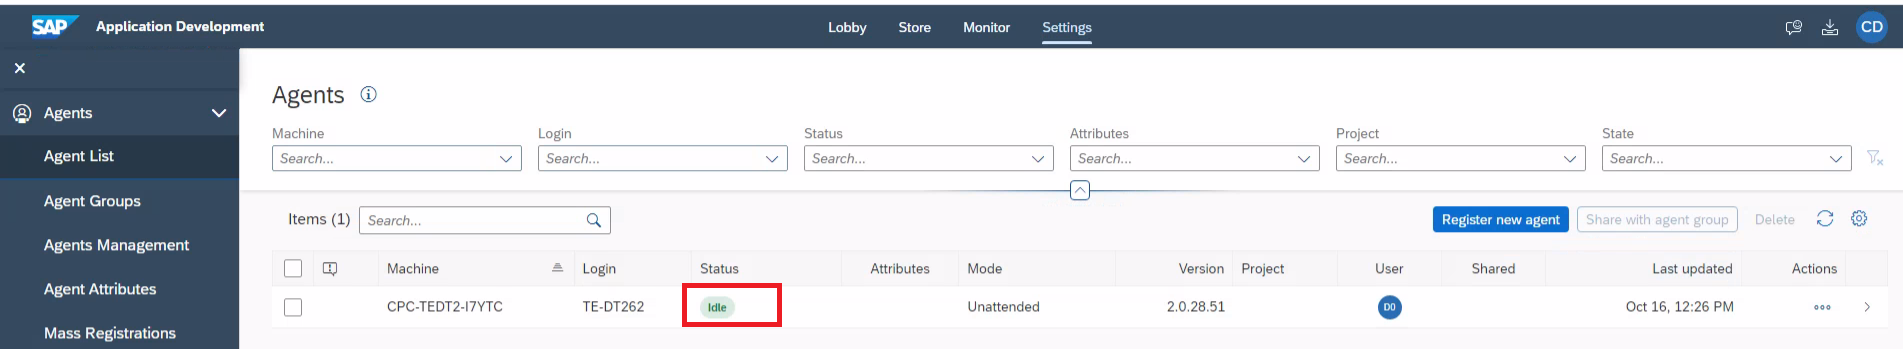 SAP Application Development Lobby Store Monitor Settings CD
Agents
Agent List
Agent Groups
Agents Management
Agent Attributes
Mass Registrations
Agents
Machine Login Status Attributes Project State
Search... Search... Search... Search... Search... Search...
Items (1) Search... Register new agent Share with agent group Delete
Machine Login Status Attributes Mode Version Project User Shared Last updated Actions
CPC-TEDT2-I7YTC TE-DT262 Idle Unattended 2.0.28.51 D0 Oct 16, 12:26 PM